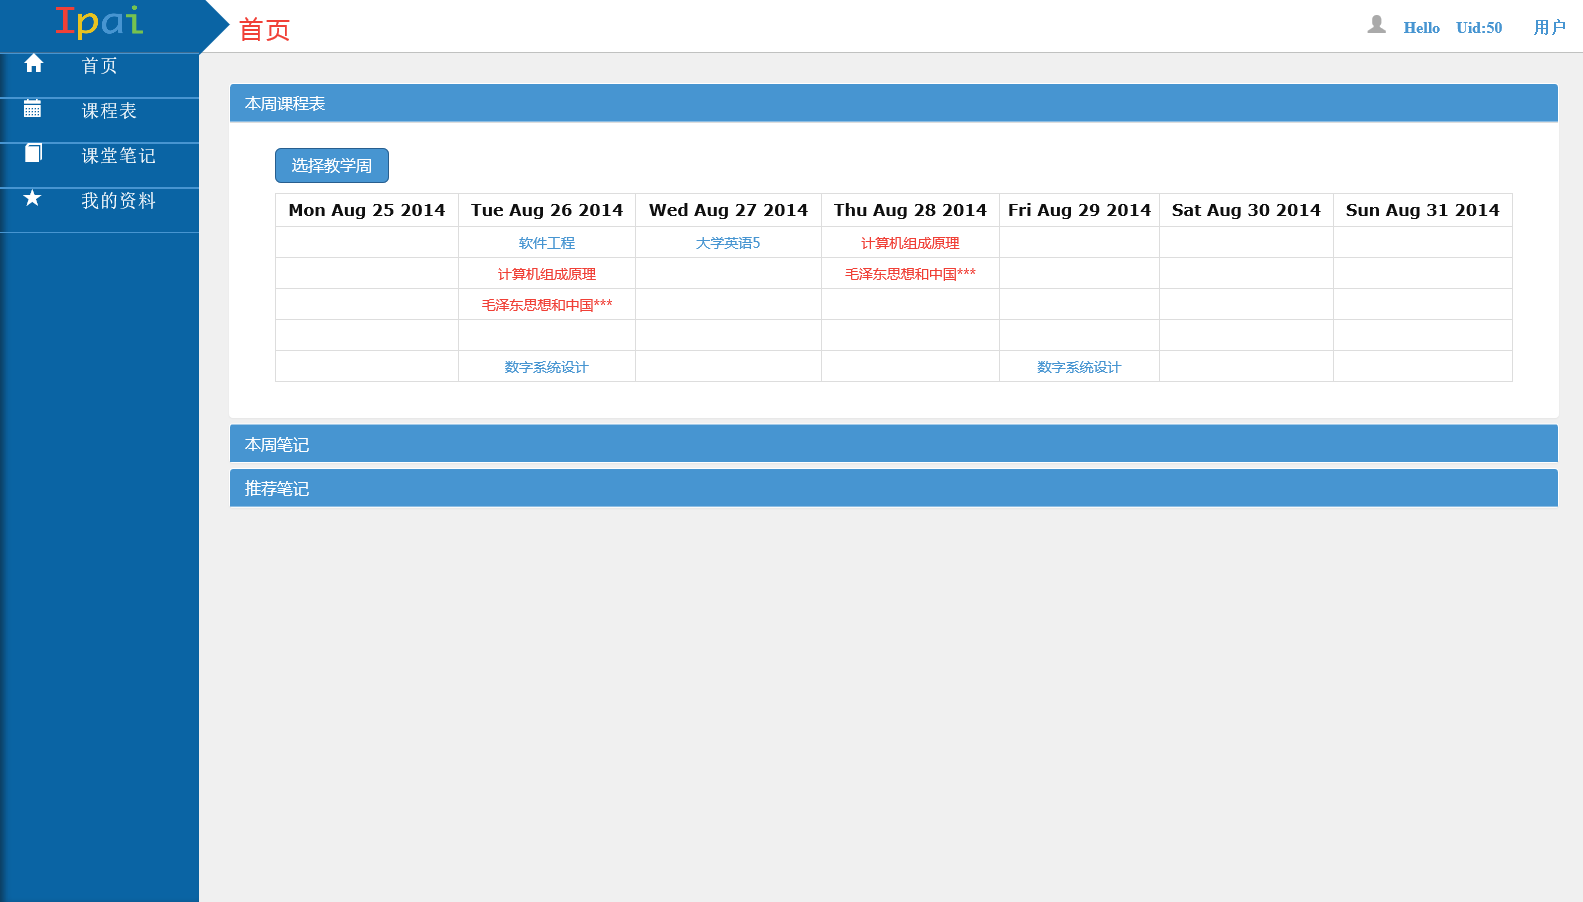 Ipai
首页
Hello Uid:50 用户
首页
课程表
课堂笔记
我的资料
本周课程表
选择教学周
Mon Aug 25 2014 Tue Aug 26 2014 Wed Aug 27 2014 Thu Aug 28 2014 Fri Aug 29 2014 Sat Aug 30 2014 Sun Aug 31 2014
软件工程 大学英语5 计算机组成原理
计算机组成原理 毛泽东思想和中国***
毛泽东思想和中国***
数字系统设计 数字系统设计
本周笔记
推荐笔记